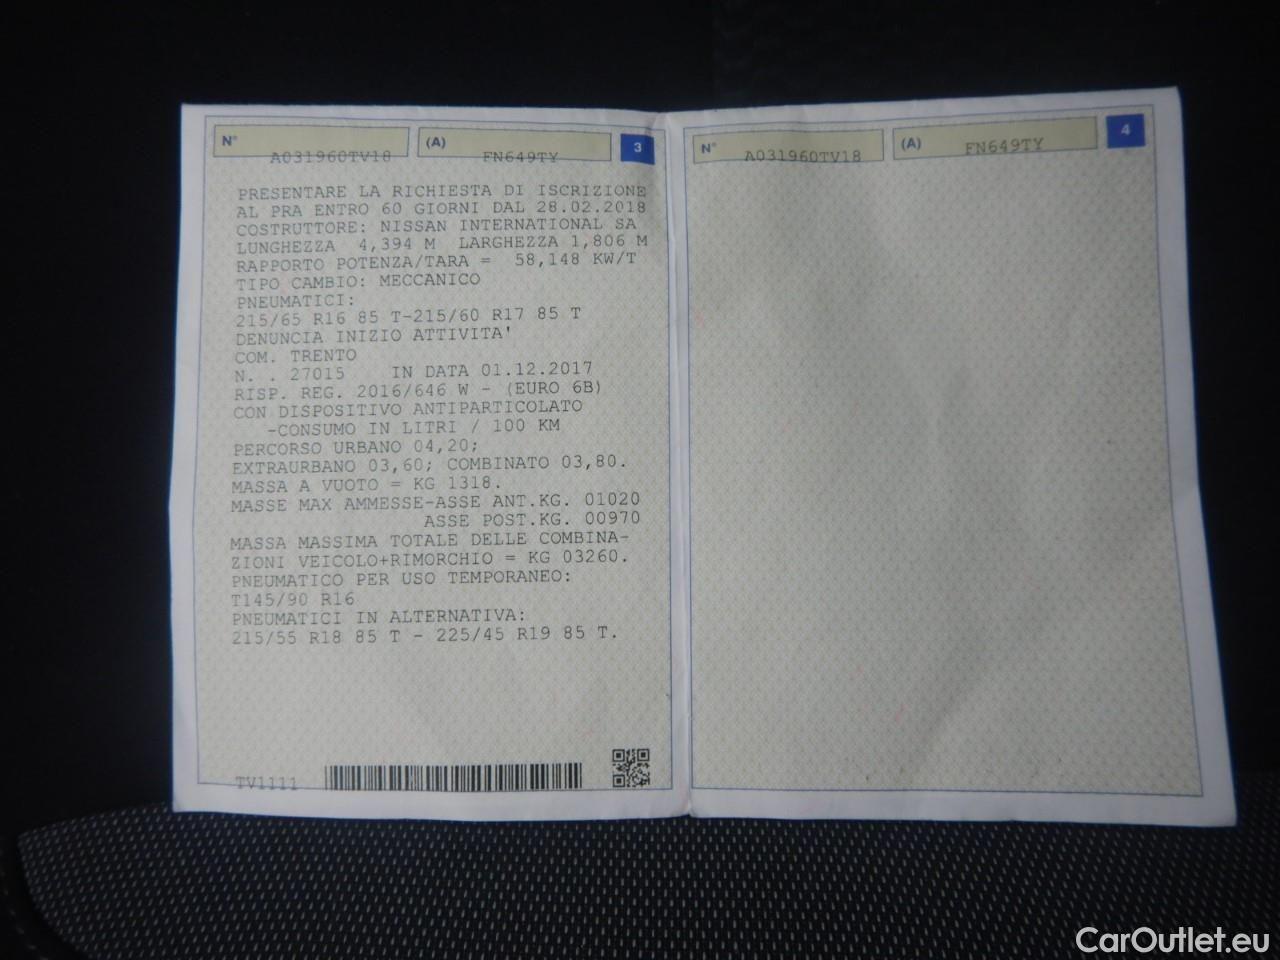 N° A031960TV18 (A) FN649TY 3
PRESENTARE LA RICHIESTA DI ISCRIZIONE
AL PRA ENTRO 60 GIORNI DAL 28.02.2018
COSTRUTTORE: NISSAN INTERNATIONAL SA
LUNGHEZZA 4,394 M LARGHEZZA 1,806 M
RAPPORTO POTENZA/TARA = 58,148 KW/T
TIPO CAMBIO: MECCANICO
PNEUMATICI:
215/65 R16 85 T-215/60 R17 85 T
DENUNCIA INIZIO ATTIVITA'
COM. TRENTO
N. . 27015 IN DATA 01.12.2017
RISP. REG. 2016/646 W - (EURO 6B)
CON DISPOSITIVO ANTIPARTICOLATO
-CONSUMO IN LITRI / 100 KM
PERCORSO URBANO 04,20;
EXTRAURBANO 03,60; COMBINATO 03,80.
MASSA A VUOTO = KG 1318.
MASSE MAX AMMESSE-ASSE ANT.KG. 01020
ASSE POST.KG. 00970
MASSA MASSIMA TOTALE DELLE COMBINA-
ZIONI VEICOLO+RIMORCHIO = KG 03260.
PNEUMATICO PER USO TEMPORANEO:
T145/90 R16
PNEUMATICI IN ALTERNATIVA:
215/55 R18 85 T - 225/45 R19 85 T.
TV1111
N° A031960TV18 (A) FN649TY 4
CarOutlet.eu